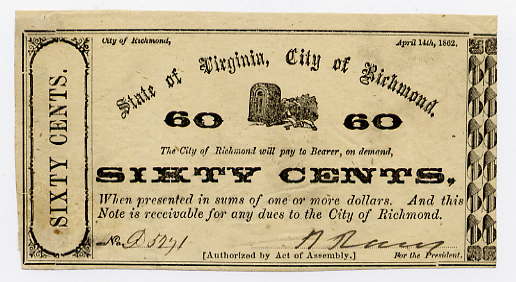 City of Richmond, April 14th, 1862.
State of Virginia, City of Richmond.
60 60
The City of Richmond will pay to Bearer, on demand,
SIXTY CENTS,
When presented in sums of one or more dollars. And this
Note is receivable for any dues to the City of Richmond.
No. D 5291
[Authorized by Act of Assembly.] For the President.
SIXTY CENTS.